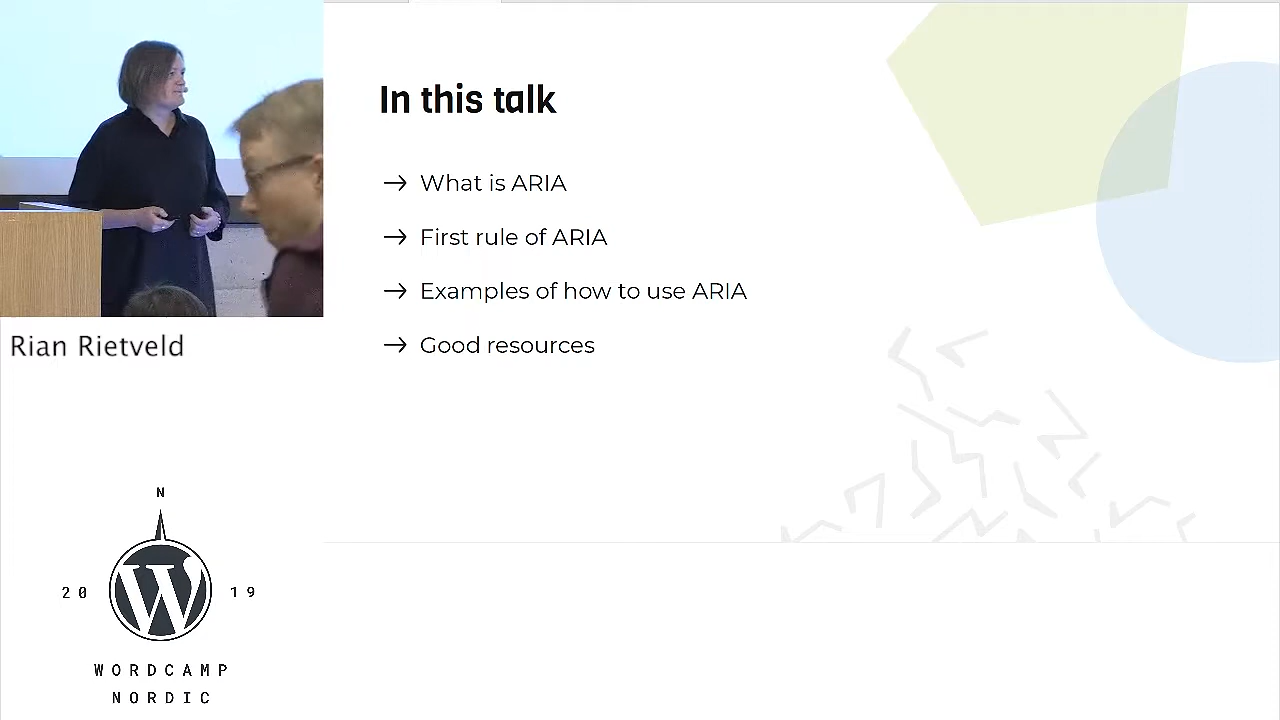 In this talk
→ What is ARIA
→ First rule of ARIA
→ Examples of how to use ARIA
→ Good resources
Rian Rietveld
N
20 19
WORDCAMP
NORDIC